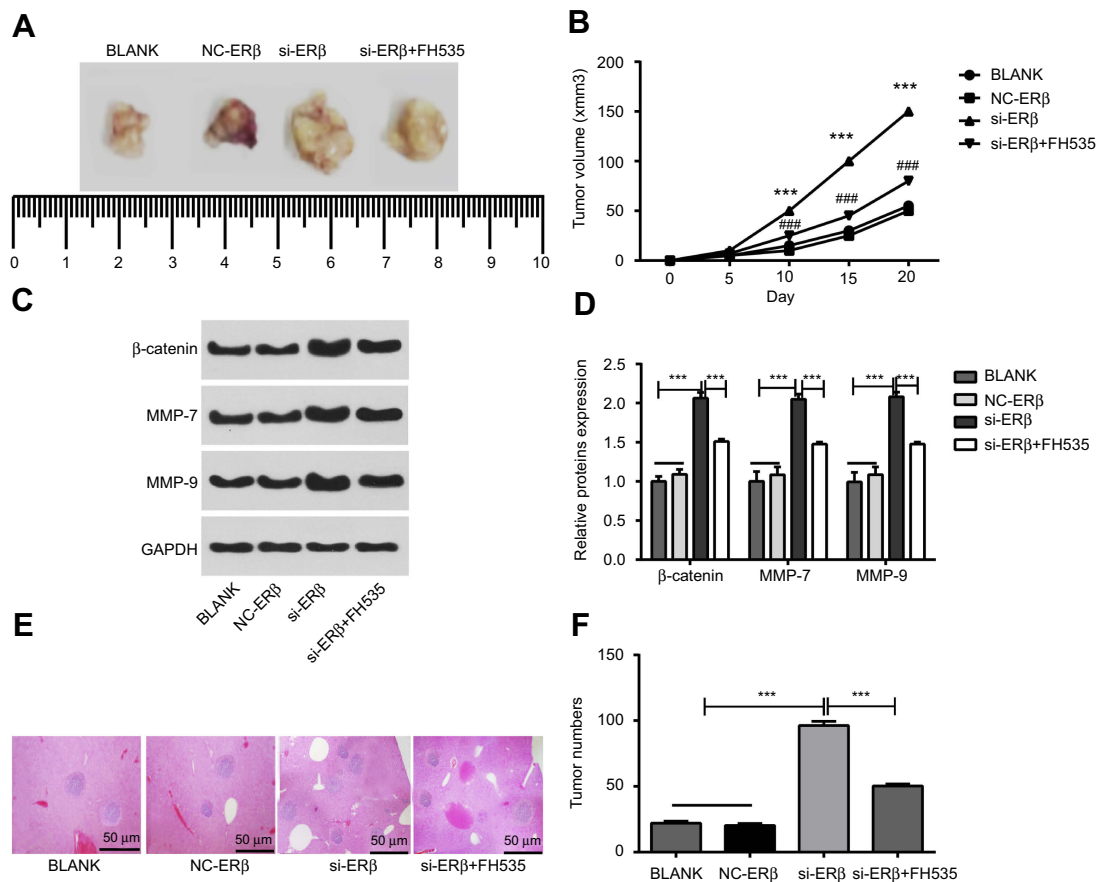 A
BLANK NC-ERβ si-ERβ si-ERβ+FH535
0 1 2 3 4 5 6 7 8 9 10
B
Tumor volume (xmm3)
200
150
100
50
0
0 5 10 15 20
Day
***
***
***
###
###
###
BLANK
NC-ERβ
si-ERβ
si-ERβ+FH535
C
β-catenin
MMP-7
MMP-9
GAPDH
BLANK
NC-ERβ
si-ERβ
si-ERβ+FH535
D
Relative proteins expression
2.5
2.0
1.5
1.0
0.5
0.0
*** *** *** *** *** ***
β-catenin MMP-7 MMP-9
BLANK
NC-ERβ
si-ERβ
si-ERβ+FH535
E
50 μm 50 μm 50 μm 50 μm
BLANK NC-ERβ si-ERβ si-ERβ+FH535
F
Tumor numbers
150
100
50
0
*** ***
BLANK NC-ERβ si-ERβ si-ERβ+FH535